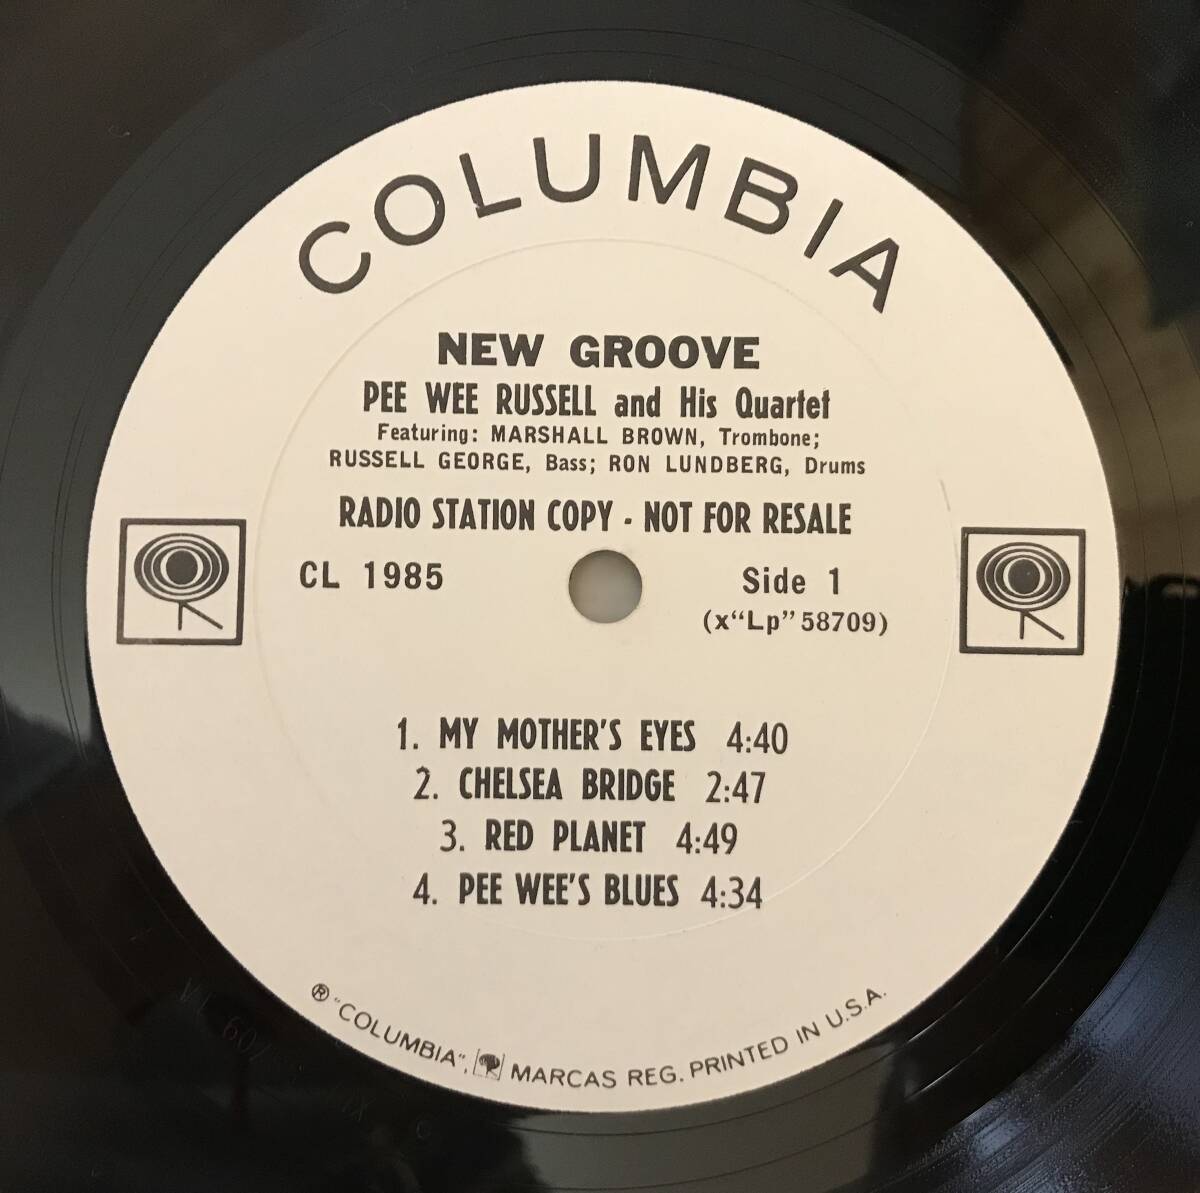 COLUMBIA
NEW GROOVE
PEE WEE RUSSELL and His Quartet
Featuring: MARSHALL BROWN, Trombone;
RUSSELL GEORGE, Bass; RON LUNDBERG, Drums
RADIO STATION COPY - NOT FOR RESALE
CL 1985
Side 1
(x“Lp”58709)
1. MY MOTHER'S EYES 4:40
2. CHELSEA BRIDGE 2:47
3. RED PLANET 4:49
4. PEE WEE'S BLUES 4:34
® "COLUMBIA", MARCAS REG. PRINTED IN U.S.A.